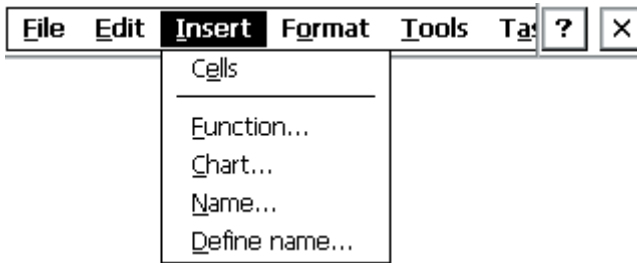 File Edit Insert Format Tools ? ×
Cells
Function...
Chart...
Name...
Define name...